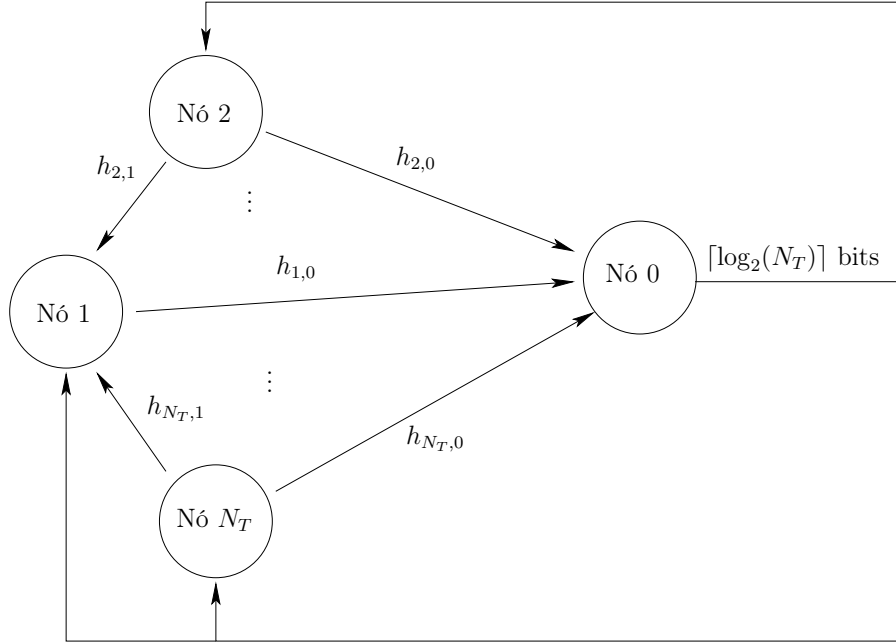 Nó 2
h_{2,1}
h_{2,0}
⋮
h_{1,0}
Nó 0
⌈log_2(N_T)⌉ bits
Nó 1
⋮
h_{N_T,1}
h_{N_T,0}
Nó N_T